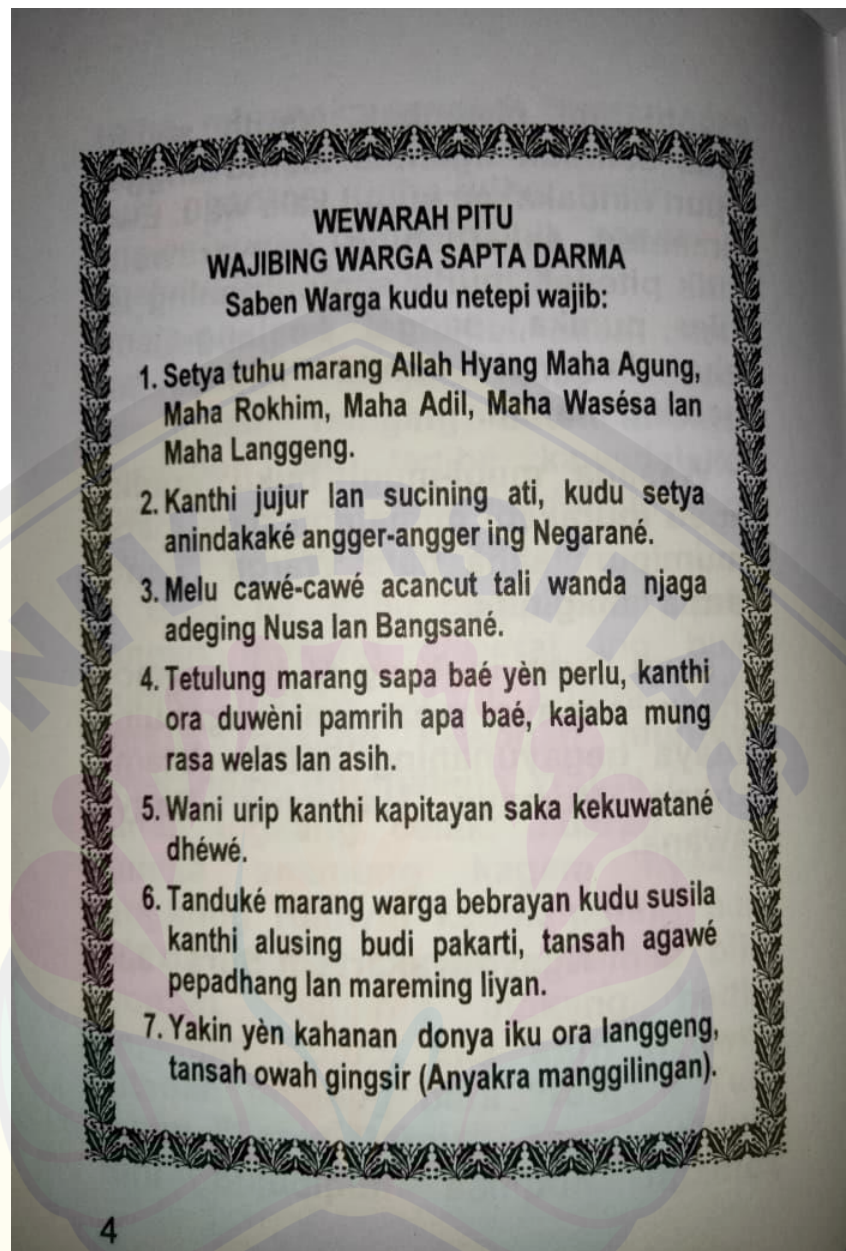 WEWARAH PITU
WAJIBING WARGA SAPTA DARMA
Saben Warga kudu netepi wajib:
1. Setya tuhu marang Allah Hyang Maha Agung,
Maha Rokhim, Maha Adil, Maha Wasésa lan
Maha Langgeng.
2. Kanthi jujur lan sucining ati, kudu setya
anindakaké angger-angger ing Negarané.
3. Melu cawé-cawé acancut tali wanda njaga
adeging Nusa lan Bangsané.
4. Tetulung marang sapa baé yèn perlu, kanthi
ora duwèni pamrih apa baé, kajaba mung
rasa welas lan asih.
5. Wani urip kanthi kapitayan saka kekuwatané
dhéwé.
6. Tanduké marang warga bebrayan kudu susila
kanthi alusing budi pakarti, tansah agawé
pepadhang lan mareming liyan.
7. Yakin yèn kahanan donya iku ora langgeng,
tansah owah gingsir (Anyakra manggilingan).
4
UNIVERSITAS